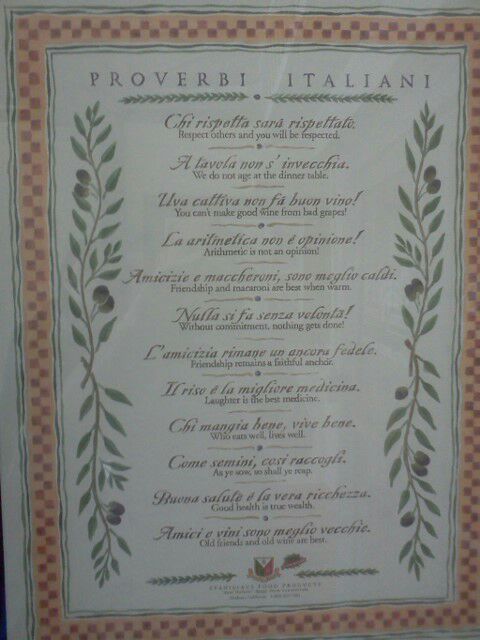 PROVERBI ITALIANI
Chi rispetta sarà rispettato.
Respect others and you will be respected.
A tavola non s' invecchia.
We do not age at the dinner table.
Uva cattiva non fà buon vino!
You can't make good wine from bad grapes!
La aritmetica non è opinione!
Arithmetic is not an opinion!
Amicizie e maccheroni, sono meglio caldi.
Friendship and macaroni are best when warm.
Nulla si fa senza volontà!
Without commitment, nothing gets done!
L'amicizia rimane un ancora fedele.
Friendship remains a faithful anchor.
Il riso è la migliore medicina.
Laughter is the best medicine.
Chi mangia bene, vive bene.
Who eats well, lives well.
Come semini, così raccogli.
As ye sow, so shall ye reap.
Buona salute è la vera ricchezza.
Good health is true wealth.
Amici e vini sono meglio vecchie.
Old friends and old wine are best.
STANISLAUS FOOD PRODUCTS
Modesto, California